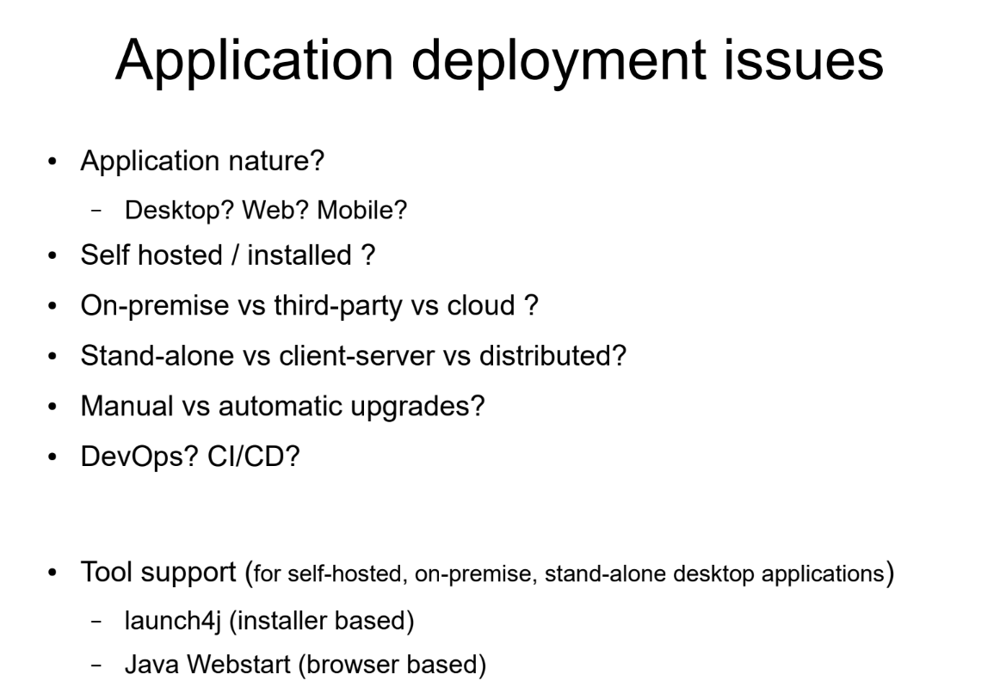 Application deployment issues
• Application nature?
– Desktop? Web? Mobile?
• Self hosted / installed ?
• On-premise vs third-party vs cloud ?
• Stand-alone vs client-server vs distributed?
• Manual vs automatic upgrades?
• DevOps? CI/CD?
• Tool support (for self-hosted, on-premise, stand-alone desktop applications)
– launch4j (installer based)
– Java Webstart (browser based)